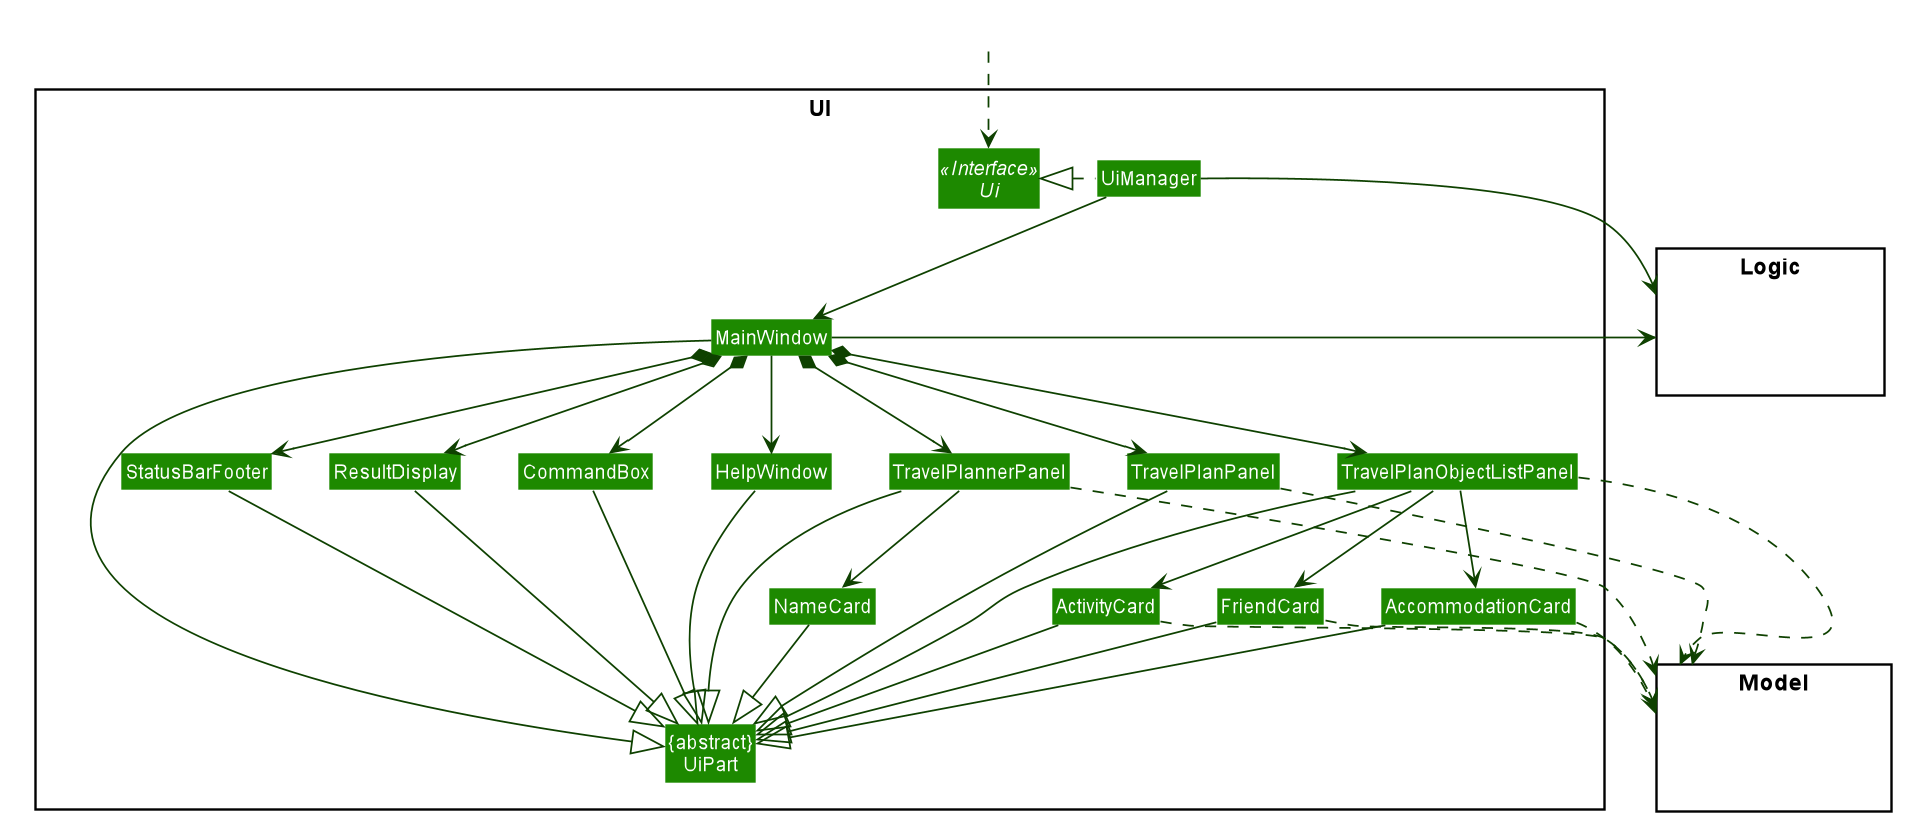 UI
«Interface»
Ui
UiManager
Logic
MainWindow
StatusBarFooter
ResultDisplay
CommandBox
HelpWindow
TravelPlannerPanel
TravelPlanPanel
TravelPlanObjectListPanel
NameCard
ActivityCard
FriendCard
AccommodationCard
Model
{abstract}
UiPart